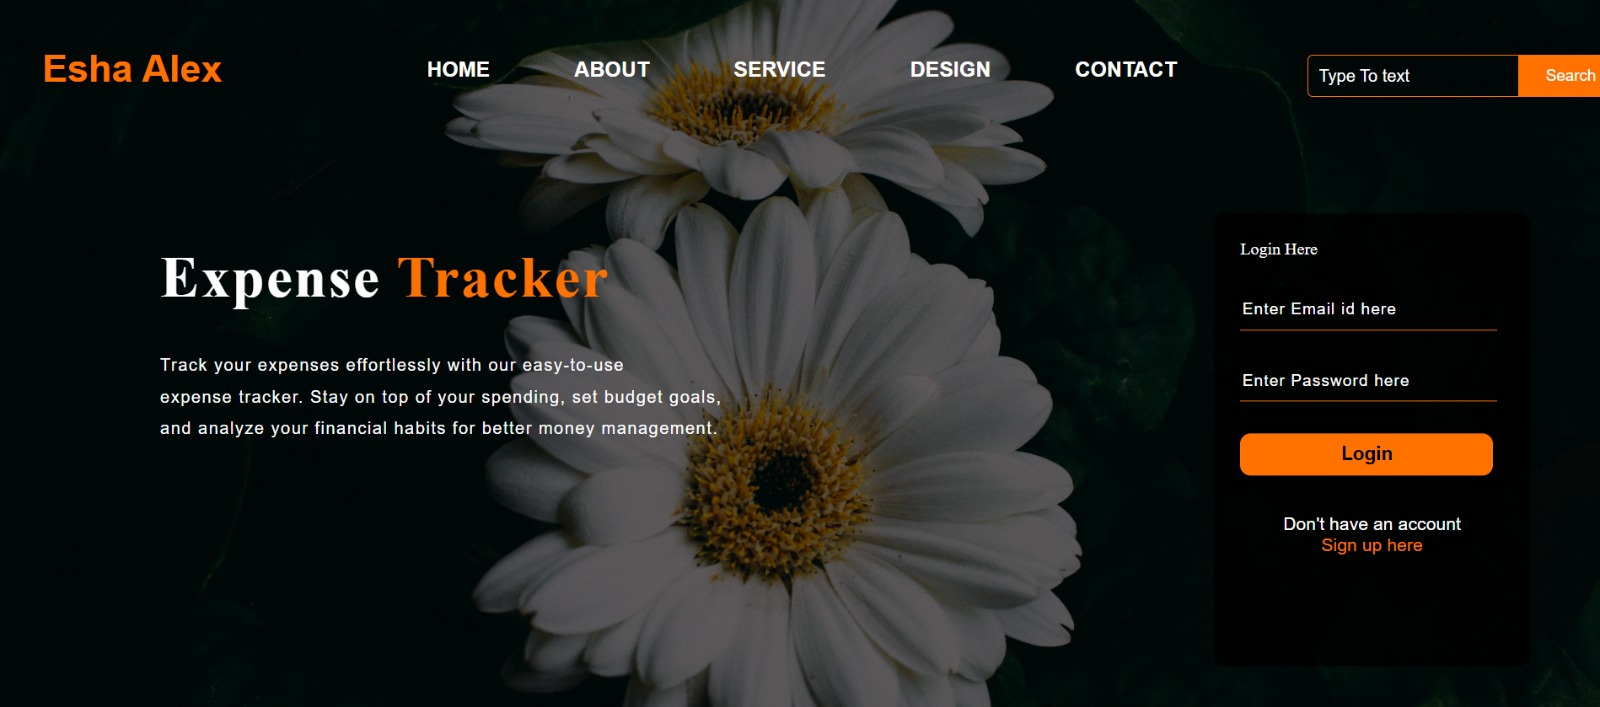 Esha Alex
HOME
ABOUT
SERVICE
DESIGN
CONTACT
Type To text
Search
Expense Tracker
Track your expenses effortlessly with our easy-to-use
expense tracker. Stay on top of your spending, set budget goals,
and analyze your financial habits for better money management.
Login Here
Enter Email id here
Enter Password here
Login
Don't have an account
Sign up here